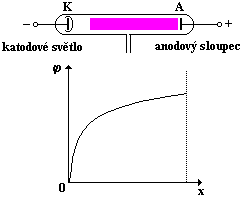 K A
− +
katodové světlo anodový sloupec
φ
0 x